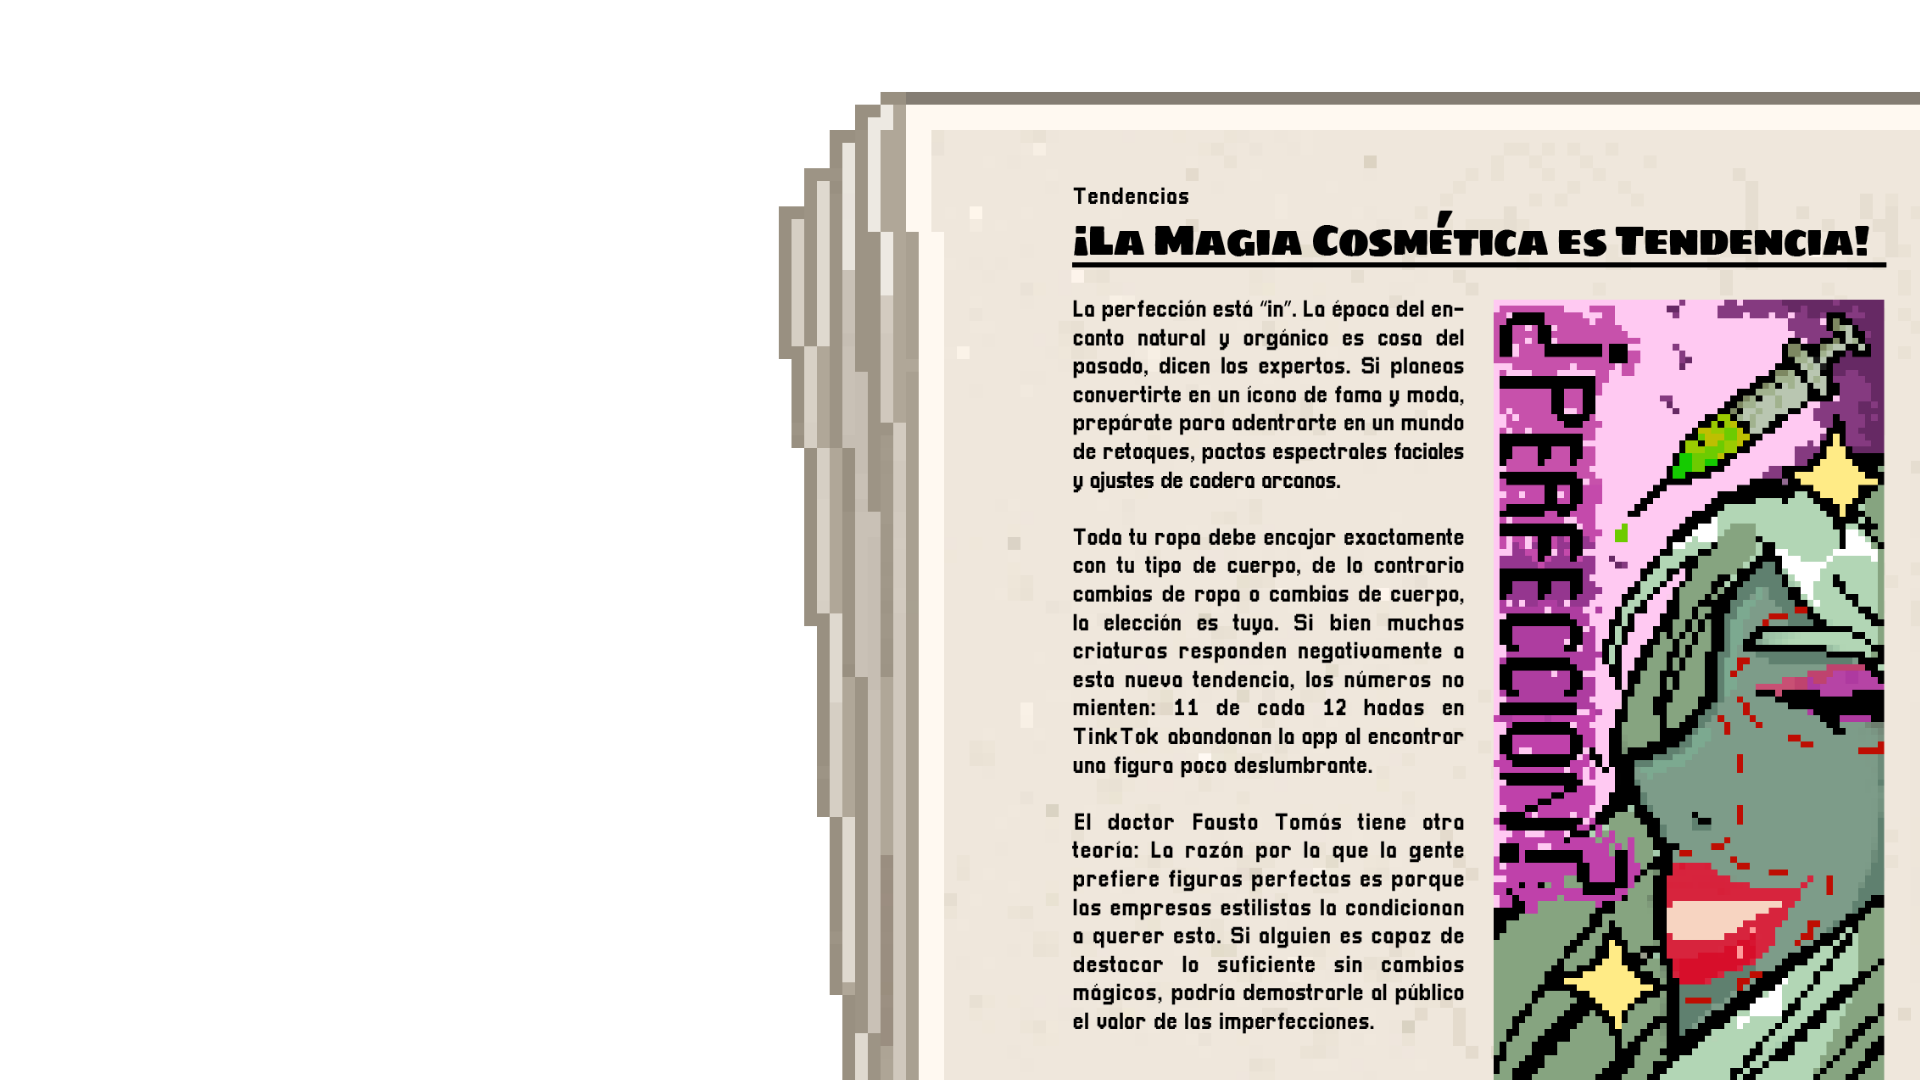 Tendencias
¡La Magia Cosmética es Tendencia!
La perfección está “in”. La época del en-
canto natural y orgánico es cosa del
pasado, dicen los expertos. Si planeas
convertirte en un ícono de fama y moda,
prepárate para adentrarte en un mundo
de retoques, pactos espectrales faciales
y ajustes de cadera arcanos.
Toda tu ropa debe encajar exactamente
con tu tipo de cuerpo, de lo contrario
cambias de ropa o cambias de cuerpo,
la elección es tuya. Si bien muchas
criaturas responden negativamente a
esta nueva tendencia, los números no
mienten: 11 de cada 12 hadas en
TinkTok abandonan la app al encontrar
una figura poco deslumbrante.
El doctor Fausto Tomás tiene otra
teoría: La razón por la que la gente
prefiere figuras perfectas es porque
las empresas estilistas la condicionan
a querer esto. Si alguien es capaz de
destacar lo suficiente sin cambios
mágicos, podría demostrarle al público
el valor de las imperfecciones.
¿PERFECCION?